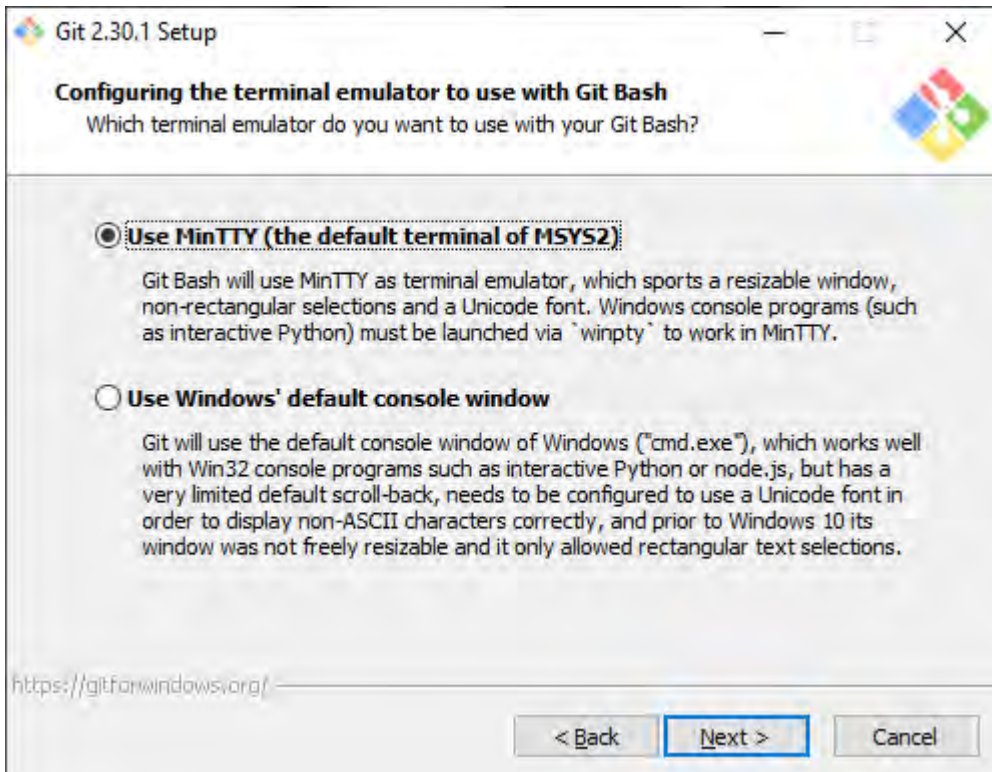 Git 2.30.1 Setup
Configuring the terminal emulator to use with Git Bash
Which terminal emulator do you want to use with your Git Bash?
Use MinTTY (the default terminal of MSYS2)
Git Bash will use MinTTY as terminal emulator, which sports a resizable window,
non-rectangular selections and a Unicode font. Windows console programs (such
as interactive Python) must be launched via `winpty` to work in MinTTY.
Use Windows' default console window
Git will use the default console window of Windows ("cmd.exe"), which works well
with Win32 console programs such as interactive Python or node.js, but has a
very limited default scroll-back, needs to be configured to use a Unicode font in
order to display non-ASCII characters correctly, and prior to Windows 10 its
window was not freely resizable and it only allowed rectangular text selections.
https://gitforwindows.org/
< Back Next > Cancel